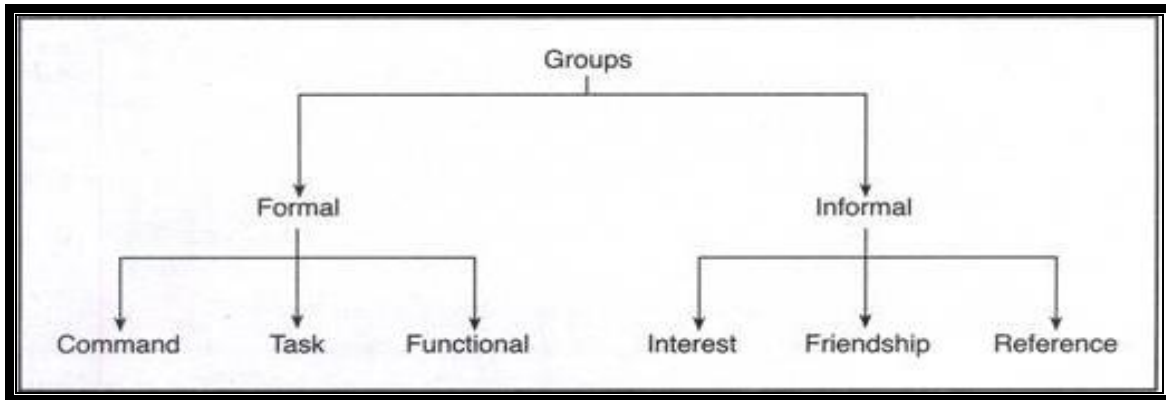 Groups
Formal Informal
Command Task Functional Interest Friendship Reference